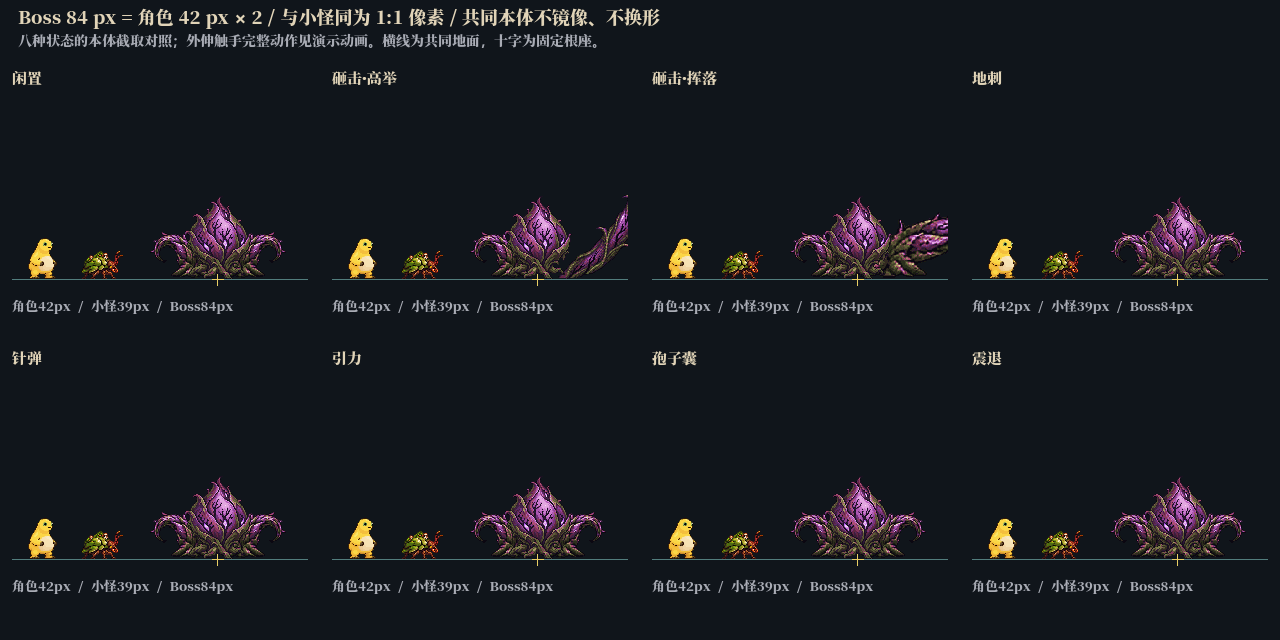 Boss 84 px = 角色 42 px × 2 / 与小怪同为 1:1 像素 / 共同本体不镜像、不换形
八种状态的本体截取对照；外伸触手完整动作见演示动画。横线为共同地面，十字为固定根座。
闲置
砸击·高举
砸击·挥落
地刺
角色42px / 小怪39px / Boss84px
角色42px / 小怪39px / Boss84px
角色42px / 小怪39px / Boss84px
角色42px / 小怪39px / Boss84px
针弹
引力
孢子囊
震退
角色42px / 小怪39px / Boss84px
角色42px / 小怪39px / Boss84px
角色42px / 小怪39px / Boss84px
角色42px / 小怪39px / Boss84px